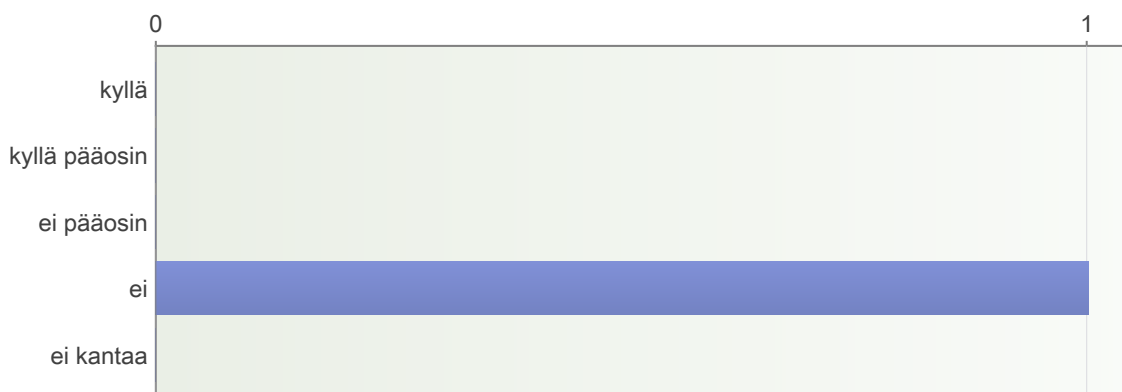 0 1
kyllä
kyllä pääosin
ei pääosin
ei
ei kantaa